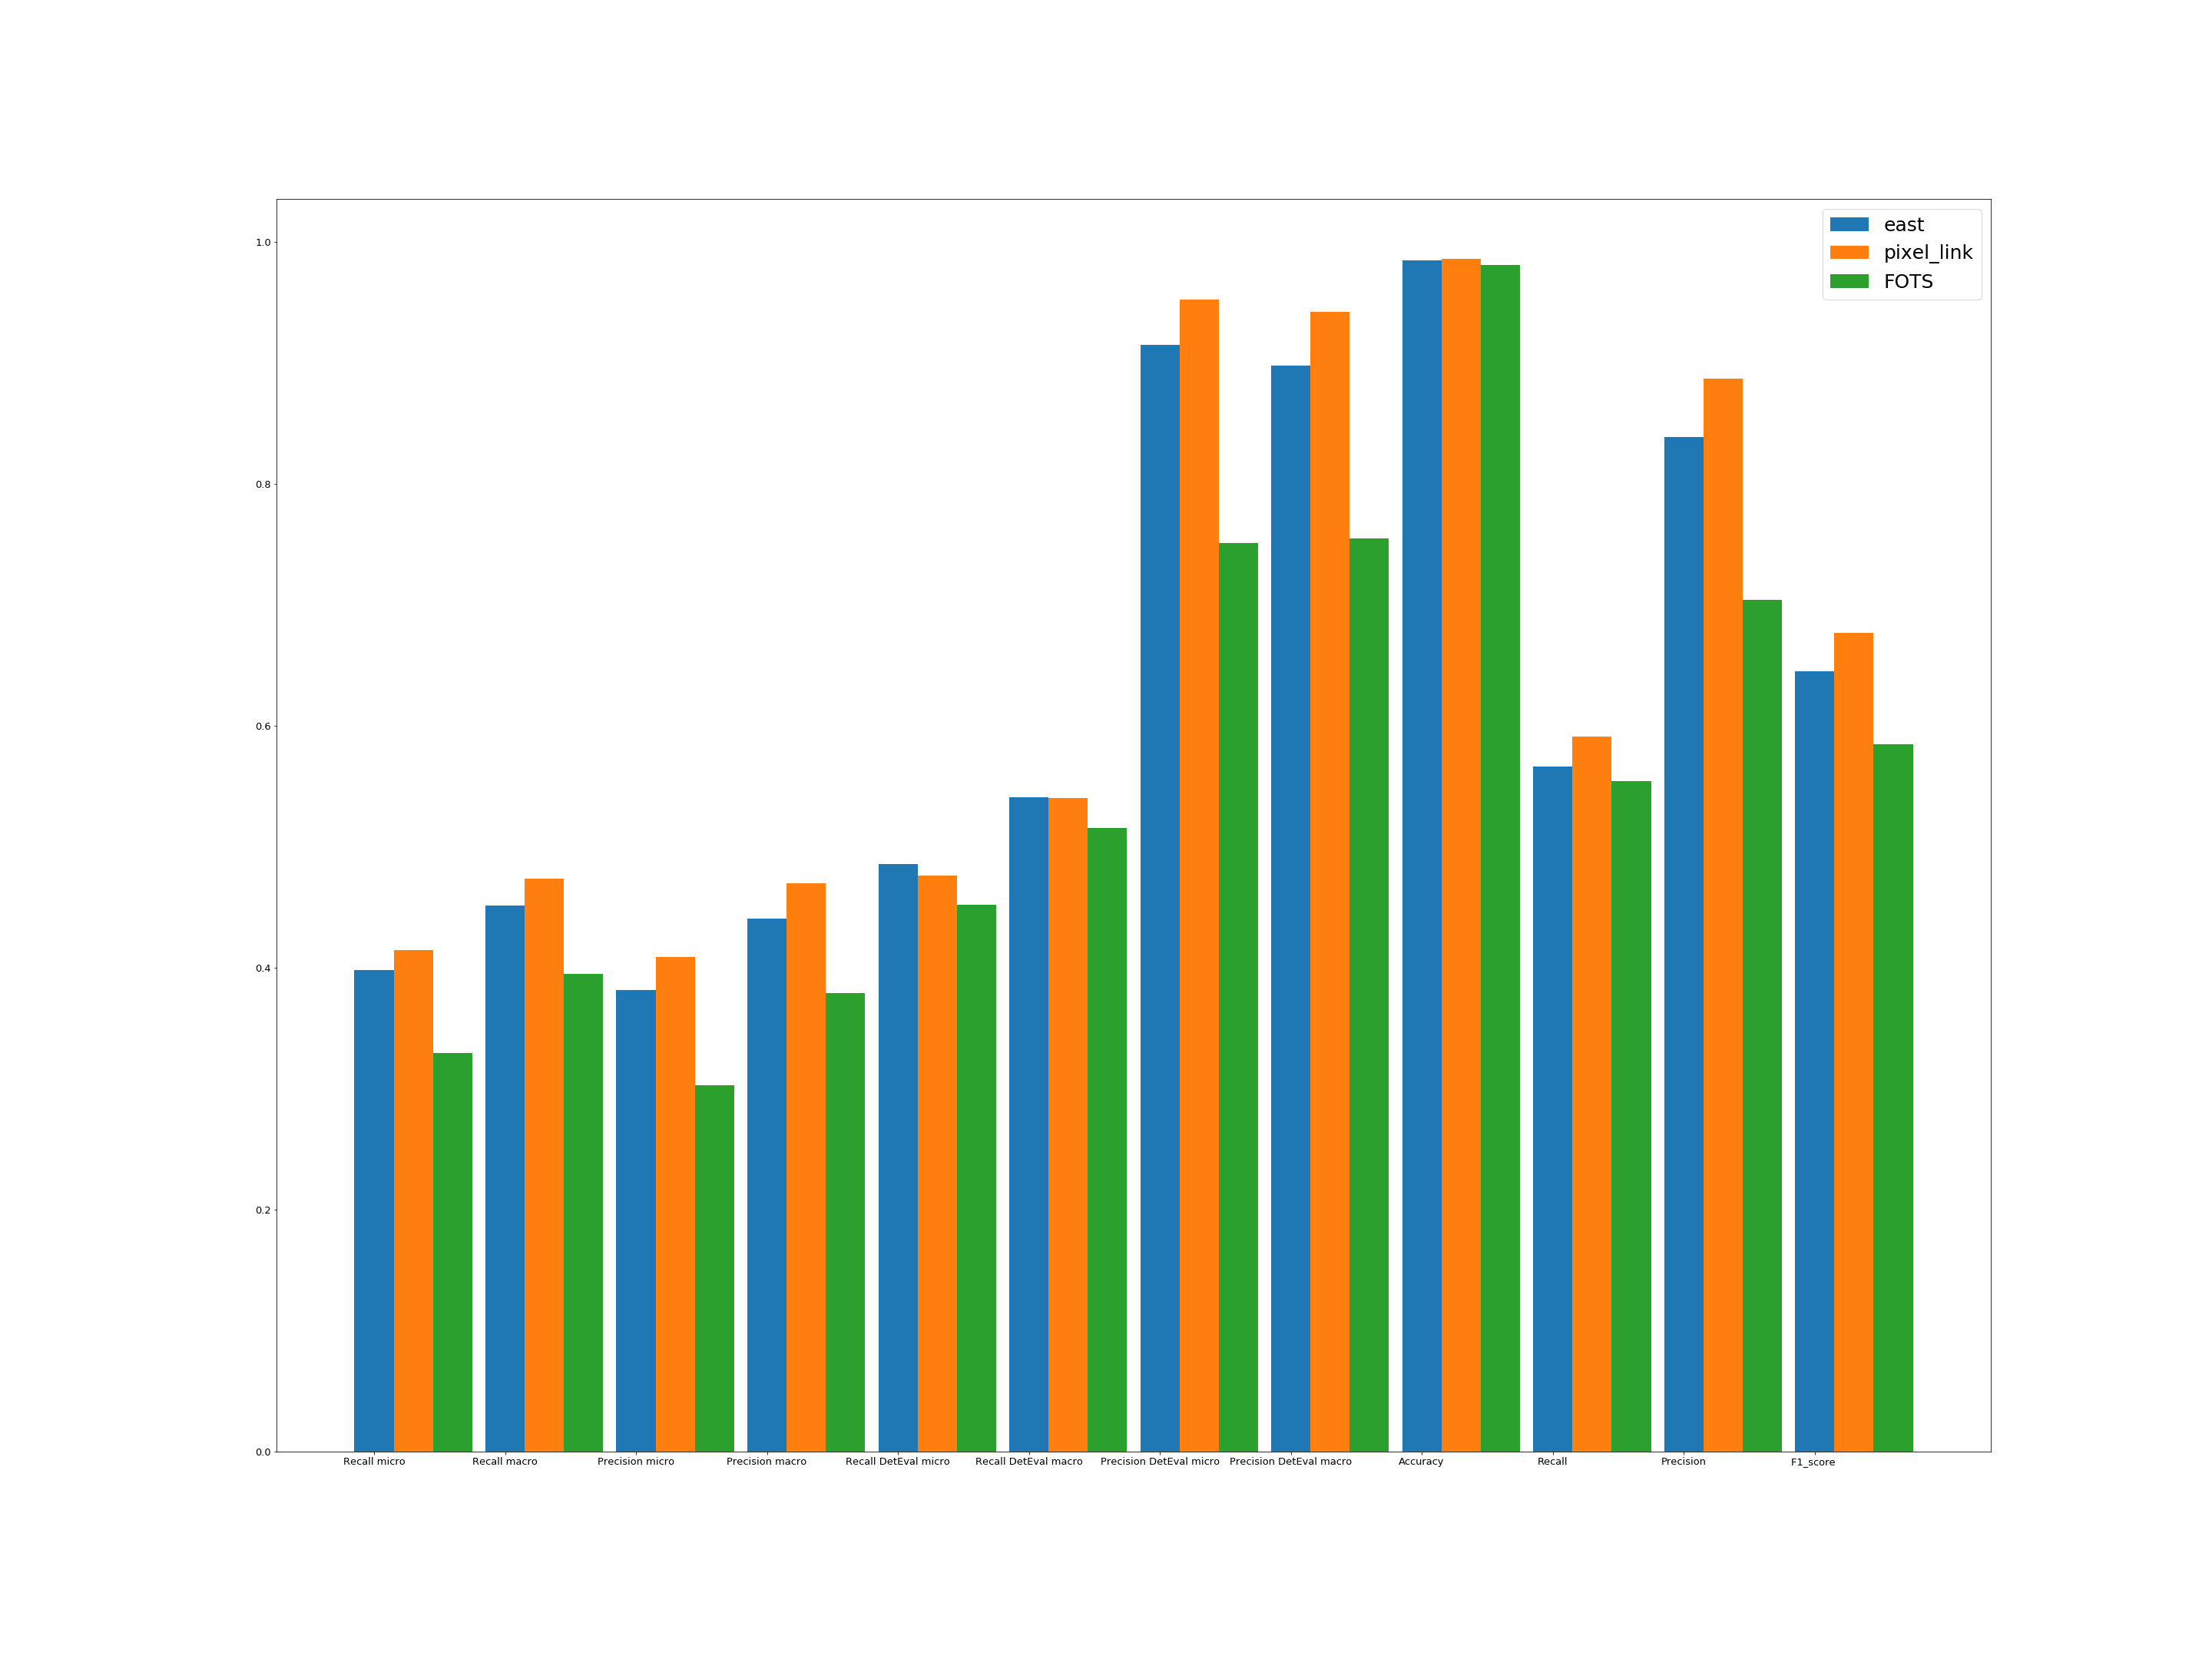 east
pixel_link
FOTS
1.0
0.8
0.6
0.4
0.2
0.0
Recall micro Recall macro Precision micro Precision macro Recall DetEval micro Recall DetEval macro Precision DetEval micro Precision DetEval macro Accuracy Recall Precision F1_score